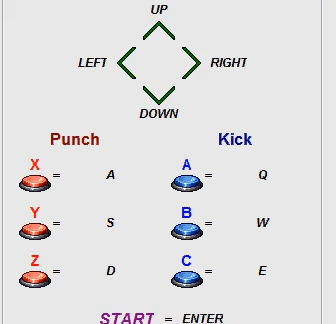 UP
LEFT RIGHT
DOWN
Punch Kick
X = A A = Q
Y = S B = W
Z = D C = E
START = ENTER